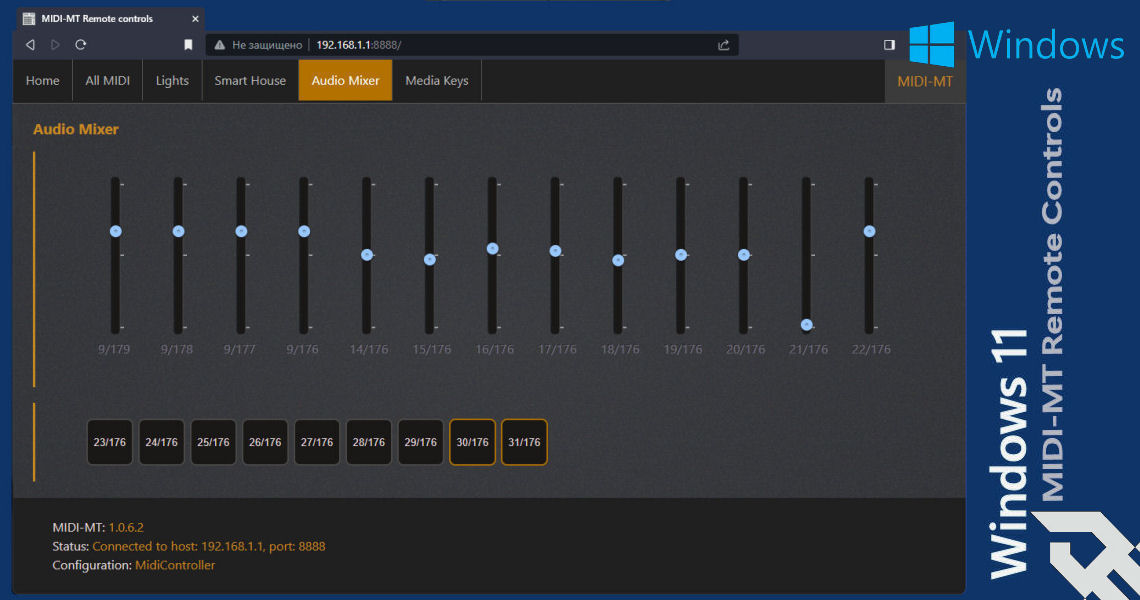 MIDI-MT Remote controls
Не защищено 192.168.1.1:8888/
Home All MIDI Lights Smart House Audio Mixer Media Keys MIDI-MT
Audio Mixer
9/179 9/178 9/177 9/176 14/176 15/176 16/176 17/176 18/176 19/176 20/176 21/176 22/176
23/176 24/176 25/176 26/176 27/176 28/176 29/176 30/176 31/176
MIDI-MT: 1.0.6.2
Status: Connected to host: 192.168.1.1, port: 8888
Configuration: MidiController
Windows
Windows 11
MIDI-MT Remote Controls